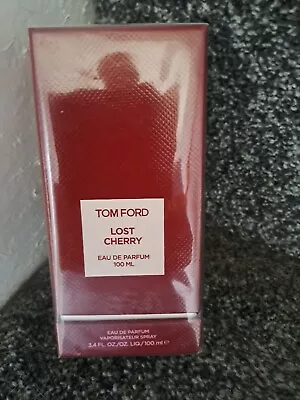 TOM FORD
LOST
CHERRY
EAU DE PARFUM
100 ML
EAU DE PARFUM
VAPORISATEUR SPRAY
3.4 FL. OZ./OZ. LIQ./100 ml ℮